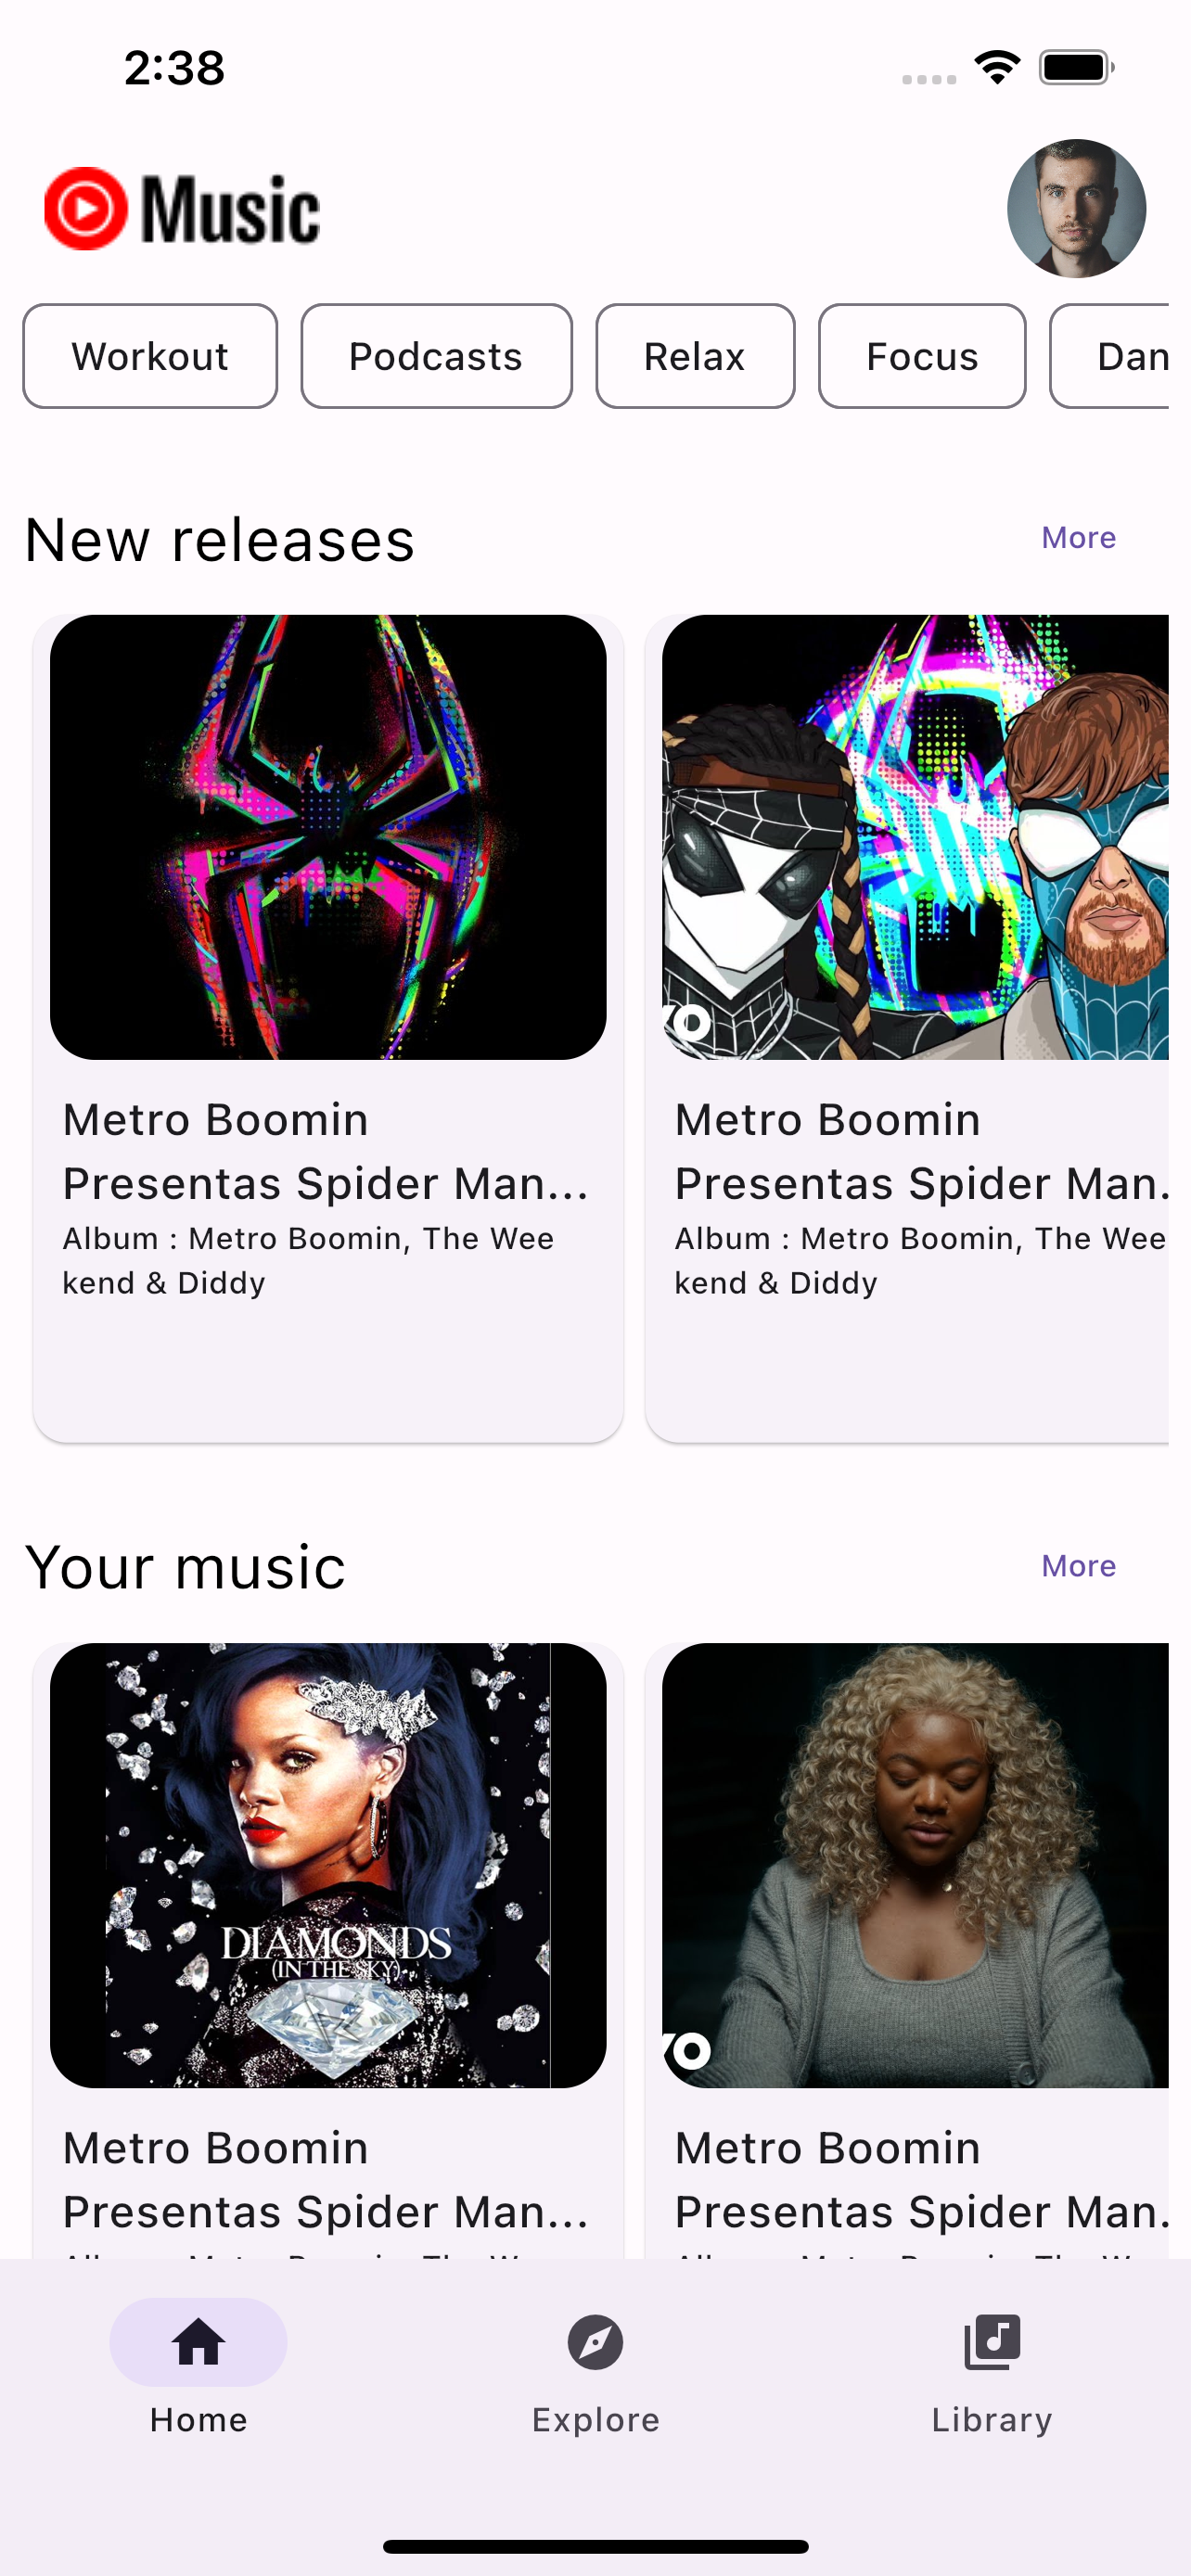 2:38
Music
Workout
Podcasts
Relax
Focus
Dan
New releases
More
vo
Metro Boomin
Presentas Spider Man...
Album : Metro Boomin, The Wee
kend & Diddy
Metro Boomin
Presentas Spider Man.
Album : Metro Boomin, The Wee
kend & Diddy
Your music
More
DIAMONDS
(IN THE SKY)
vo
Metro Boomin
Presentas Spider Man...
Metro Boomin
Presentas Spider Man.
Home
Explore
Library